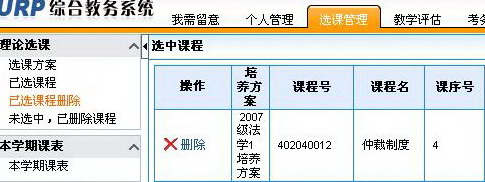 URP综合教务系统
我需留意 个人管理 选课管理 教学评估 考务
理论选课
选课方案
已选课程
已选课程删除
未选中,已删除课程
本学期课表
本学期课表
选中课程
操作 培养方案 课程号 课程名 课序号
删除 2007级法学1培养方案 402040012 仲裁制度 4